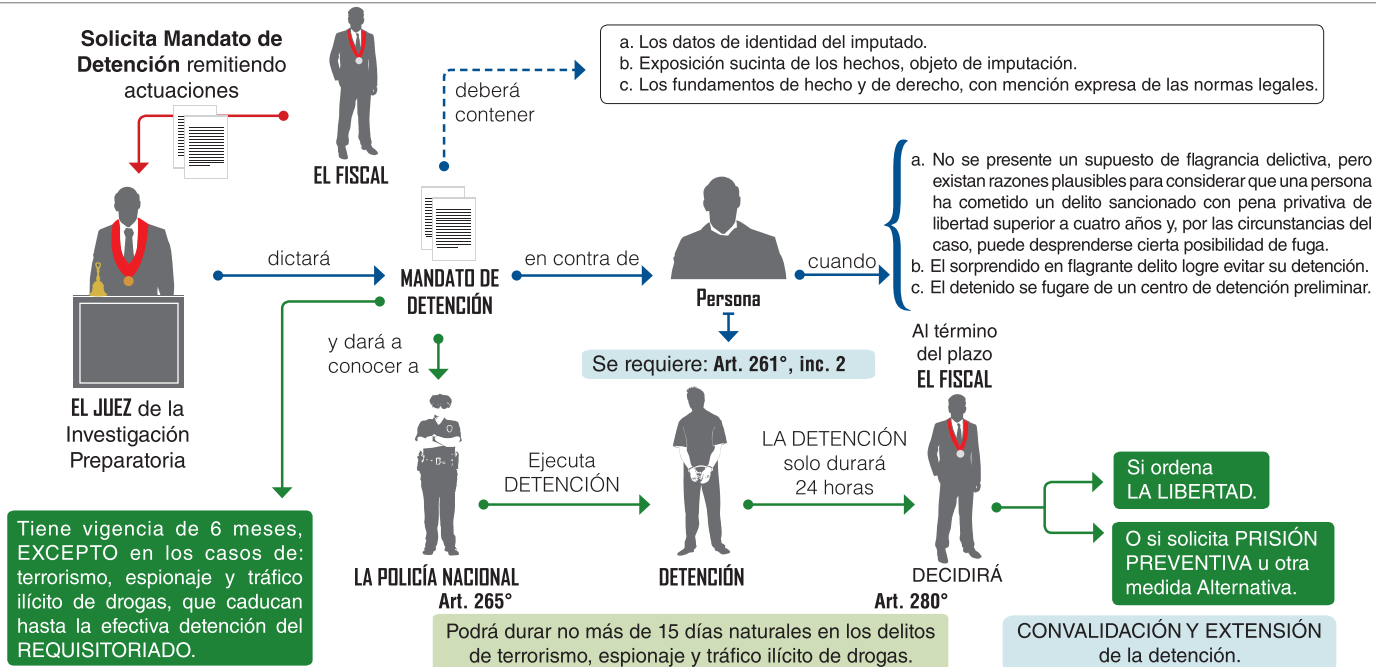 Solicita Mandato de
Detención remitiendo
actuaciones
EL FISCAL
deberá
contener
a. Los datos de identidad del imputado.
b. Exposición sucinta de los hechos, objeto de imputación.
c. Los fundamentos de hecho y de derecho, con mención expresa de las normas legales.
EL JUEZ de la
Investigación
Preparatoria
dictará
MANDATO DE
DETENCIÓN
en contra de
Persona
cuando
a. No se presente un supuesto de flagrancia delictiva, pero
existan razones plausibles para considerar que una persona
ha cometido un delito sancionado con pena privativa de
libertad superior a cuatro años y, por las circunstancias del
caso, puede desprenderse cierta posibilidad de fuga.
b. El sorprendido en flagrante delito logre evitar su detención.
c. El detenido se fugare de un centro de detención preliminar.
Se requiere: Art. 261°, inc. 2
y dará a
conocer a
Tiene vigencia de 6 meses,
EXCEPTO en los casos de:
terrorismo, espionaje y tráfico
ilícito de drogas, que caducan
hasta la efectiva detención del
REQUISITORIADO.
LA POLICÍA NACIONAL
Art. 265°
Ejecuta
DETENCIÓN
DETENCIÓN
LA DETENCIÓN
solo durará
24 horas
Al término
del plazo
EL FISCAL
DECIDIRÁ
Art. 280°
Si ordena
LA LIBERTAD.
O si solicita PRISIÓN
PREVENTIVA u otra
medida Alternativa.
Podrá durar no más de 15 días naturales en los delitos
de terrorismo, espionaje y tráfico ilícito de drogas.
CONVALIDACIÓN Y EXTENSIÓN
de la detención.